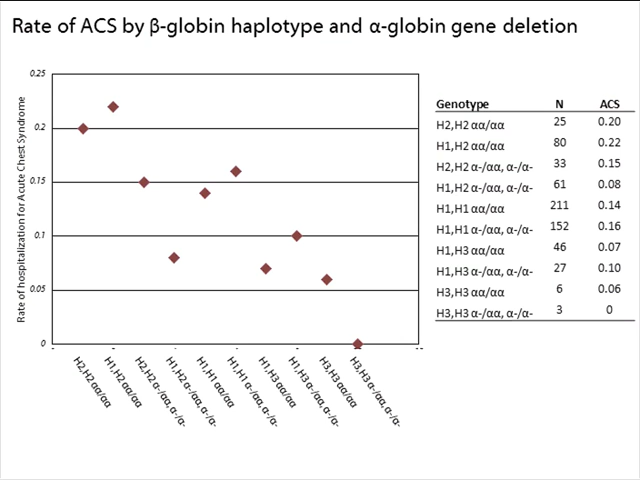 Rate of ACS by β-globin haplotype and α-globin gene deletion
Rate of hospitalization for Acute Chest Syndrome
0.25
0.2
0.15
0.1
0.05
0
H2,H2 αα/αα
H1,H2 αα/αα
H2,H2 α-/αα, α-/α-
H1,H2 α-/αα, α-/α-
H1,H1 αα/αα
H1,H1 α-/αα, α-/α-
H1,H3 αα/αα
H1,H3 α-/αα, α-/α-
H3,H3 αα/αα
H3,H3 α-/αα, α-/α-
Genotype N ACS
H2,H2 αα/αα 25 0.20
H1,H2 αα/αα 80 0.22
H2,H2 α-/αα, α-/α- 33 0.15
H1,H2 α-/αα, α-/α- 61 0.08
H1,H1 αα/αα 211 0.14
H1,H1 α-/αα, α-/α- 152 0.16
H1,H3 αα/αα 46 0.07
H1,H3 α-/αα, α-/α- 27 0.10
H3,H3 αα/αα 6 0.06
H3,H3 α-/αα, α-/α- 3 0